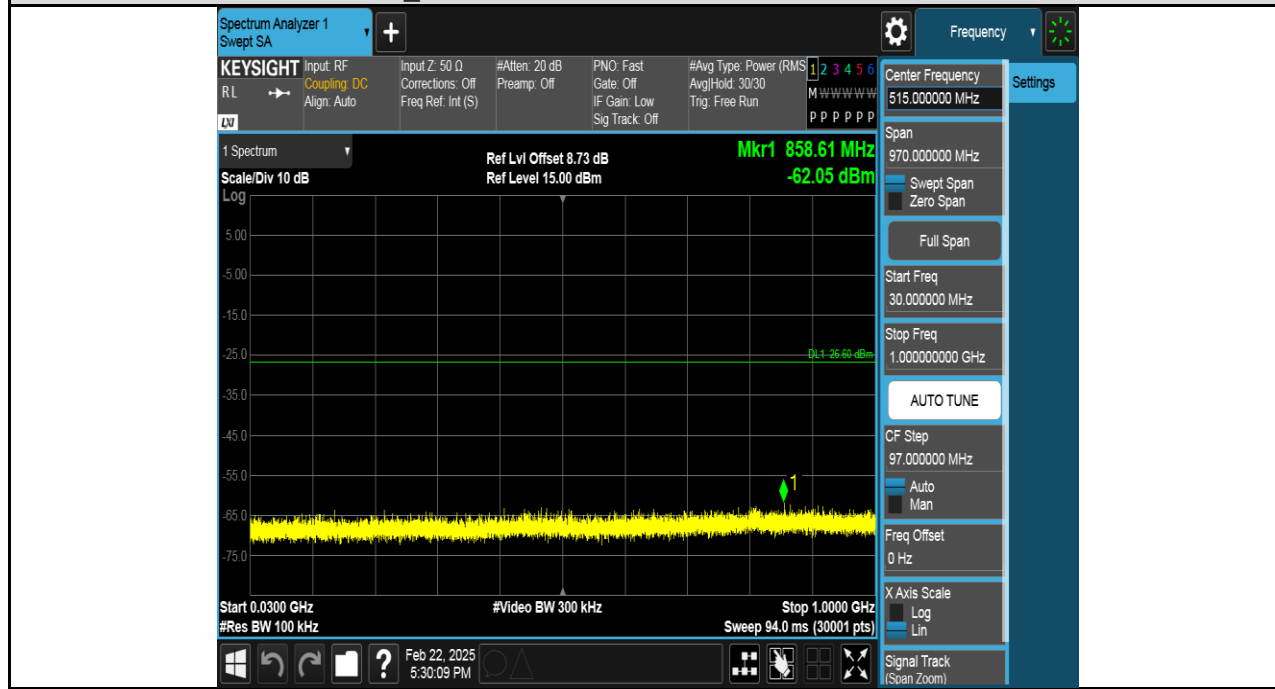 Spectrum Analyzer 1
Swept SA
+
Frequency
KEYSIGHT
RL
LXI
Input: RF
Coupling: DC
Align: Auto
Input Z: 50 Ω
Corrections: Off
Freq Ref: Int (S)
#Atten: 20 dB
Preamp: Off
PNO: Fast
Gate: Off
IF Gain: Low
Sig Track: Off
#Avg Type: Power (RMS
Avg|Hold: 30/30
Trig: Free Run
1 2 3 4 5 6
M W W W W W
P P P P P P
1 Spectrum
Scale/Div 10 dB
Ref Lvl Offset 8.73 dB
Ref Level 15.00 dBm
Mkr1 858.61 MHz
-62.05 dBm
Log
5.00
-5.00
-15.0
-25.0
DL1 -26.60 dBm
-35.0
-45.0
-55.0
1
-65.0
-75.0
Start 0.0300 GHz
#Res BW 100 kHz
#Video BW 300 kHz
Stop 1.0000 GHz
Sweep 94.0 ms (30001 pts)
Center Frequency
515.000000 MHz
Span
970.000000 MHz
Swept Span
Zero Span
Full Span
Start Freq
30.000000 MHz
Stop Freq
1.00000000 GHz
AUTO TUNE
CF Step
97.000000 MHz
Auto
Man
Freq Offset
0 Hz
X Axis Scale
Log
Lin
Signal Track
(Span Zoom)
Settings
?
Feb 22, 2025
5:30:09 PM